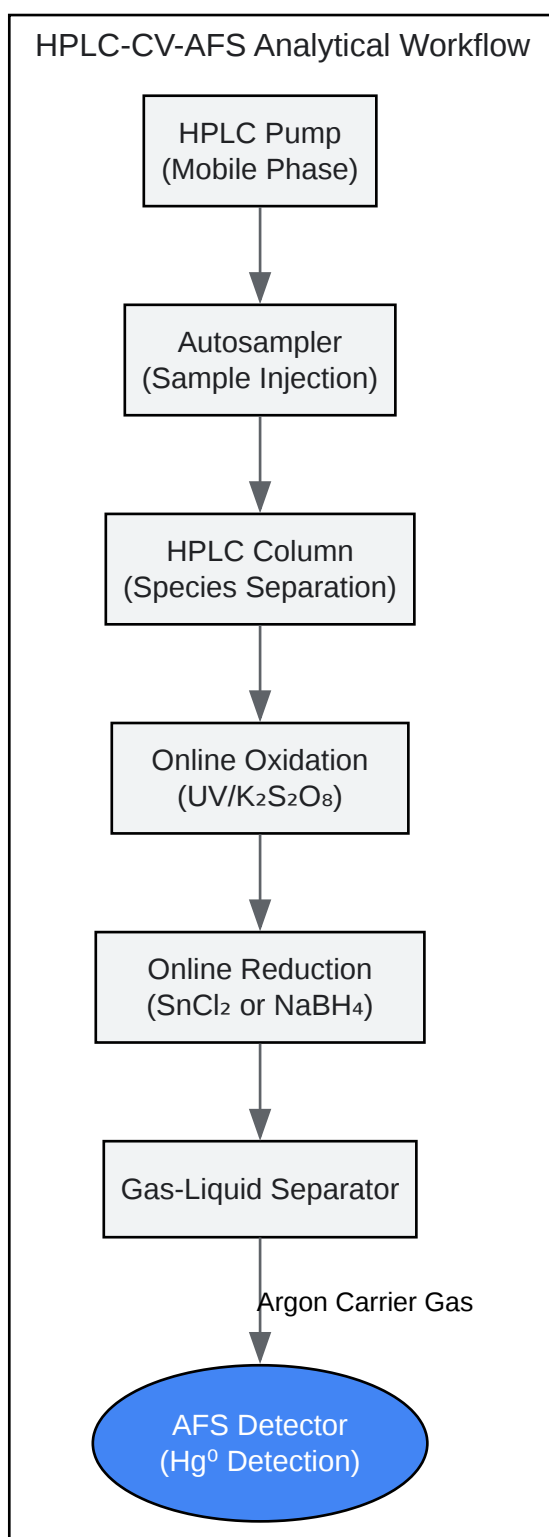 HPLC-CV-AFS Analytical Workflow
HPLC Pump
(Mobile Phase)
Autosampler
(Sample Injection)
HPLC Column
(Species Separation)
Online Oxidation
(UV/K₂S₂O₈)
Online Reduction
(SnCl₂ or NaBH₄)
Gas-Liquid Separator
Argon Carrier Gas
AFS Detector
(Hg⁰ Detection)